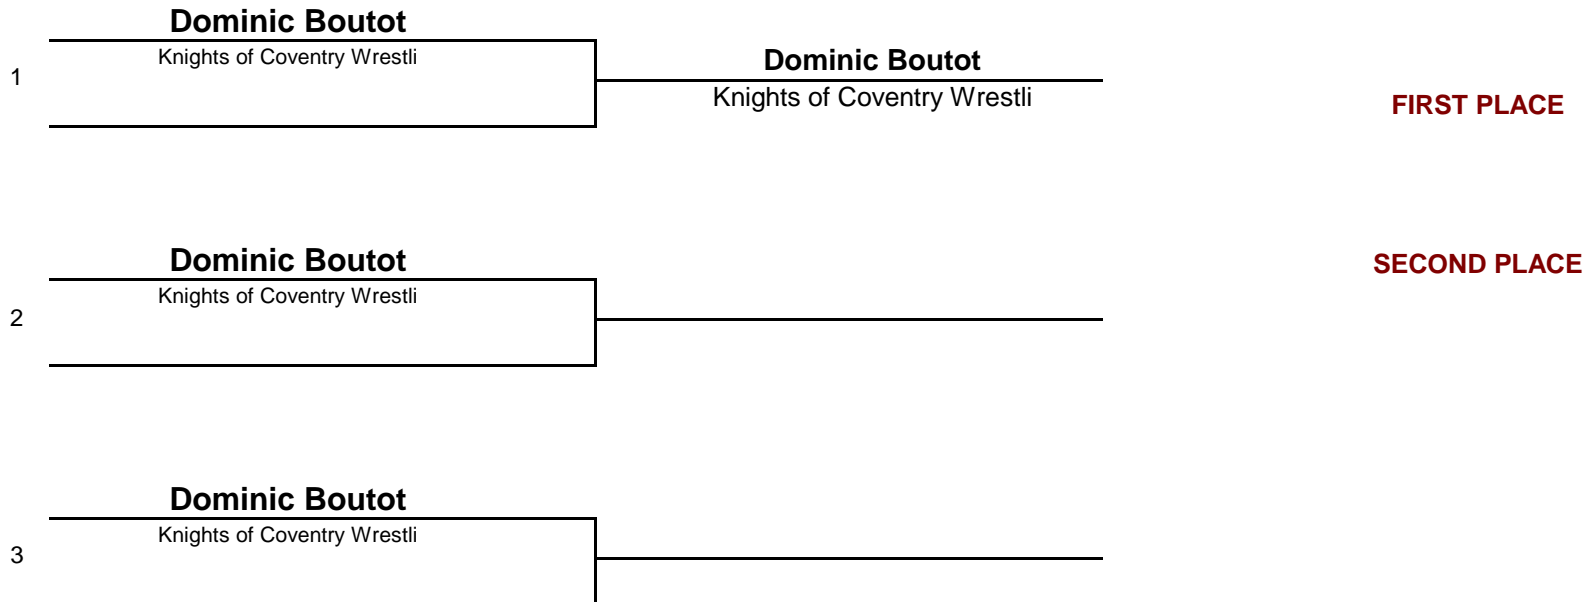 Dominic Boutot
Knights of Coventry Wrestli
1
Dominic Boutot
Knights of Coventry Wrestli
FIRST PLACE
Dominic Boutot
Knights of Coventry Wrestli
2
SECOND PLACE
Dominic Boutot
Knights of Coventry Wrestli
3